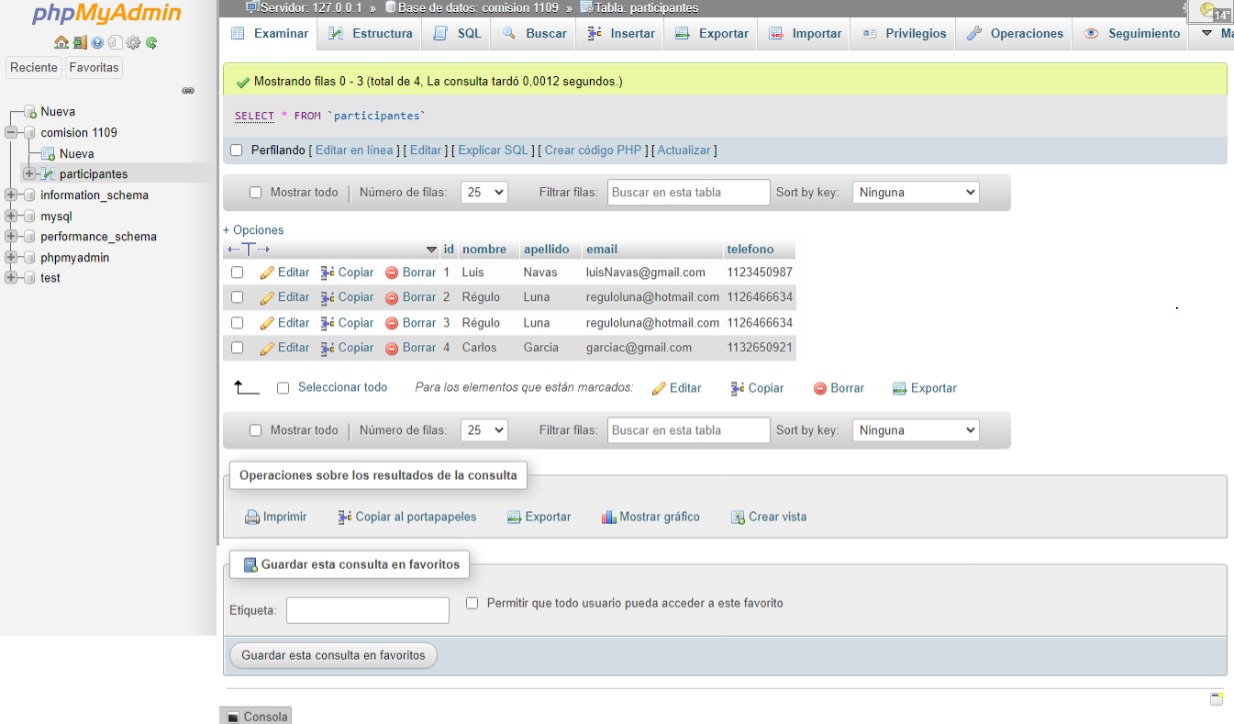 phpMyAdmin
Servidor: 127.0.0.1 » Base de datos: comision 1109 » Tabla: participantes
14°
Examinar Estructura SQL Buscar Insertar Exportar Importar Privilegios Operaciones Seguimiento
Reciente Favoritas
Nueva
comision 1109
Nueva
participantes
information_schema
mysql
performance_schema
phpmyadmin
test
Mostrando filas 0 - 3 (total de 4, La consulta tardó 0,0012 segundos.)
SELECT * FROM `participantes`
Perfilando [ Editar en línea ] [ Editar ] [ Explicar SQL ] [ Crear código PHP ] [ Actualizar ]
Mostrar todo Número de filas: 25 Filtrar filas: Buscar en esta tabla Sort by key: Ninguna
+ Opciones
id nombre apellido email telefono
Editar Copiar Borrar 1 Luis Navas luisNavas@gmail.com 1123450987
Editar Copiar Borrar 2 Régulo Luna reguloluna@hotmail.com 1126466634
Editar Copiar Borrar 3 Régulo Luna reguloluna@hotmail.com 1126466634
Editar Copiar Borrar 4 Carlos Garcia garciac@gmail.com 1132650921
Seleccionar todo Para los elementos que están marcados: Editar Copiar Borrar Exportar
Mostrar todo Número de filas: 25 Filtrar filas: Buscar en esta tabla Sort by key: Ninguna
Operaciones sobre los resultados de la consulta
Imprimir Copiar al portapapeles Exportar Mostrar gráfico Crear vista
Guardar esta consulta en favoritos
Etiqueta: Permitir que todo usuario pueda acceder a este favorito
Guardar esta consulta en favoritos
Consola